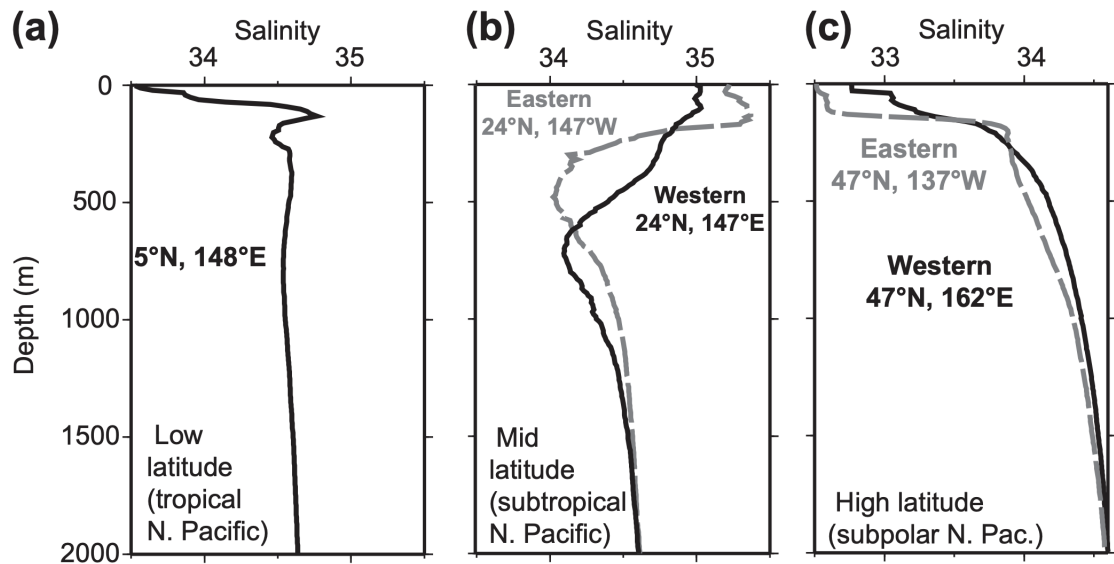 (a)
Salinity
34 35
0
500
1000
1500
2000
Depth (m)
5°N, 148°E
Low
latitude
(tropical
N. Pacific)
(b)
Salinity
34 35
Eastern
24°N, 147°W
Western
24°N, 147°E
Mid
latitude
(subtropical
N. Pacific)
(c)
Salinity
33 34
Eastern
47°N, 137°W
Western
47°N, 162°E
High latitude
(subpolar N. Pac.)